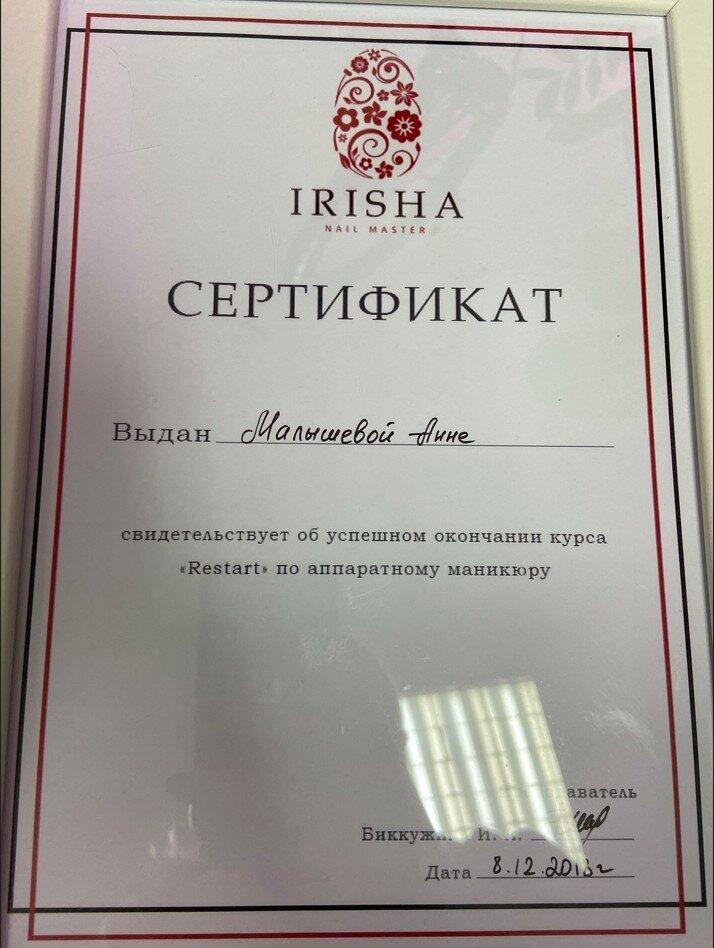 IRISHA
NAIL MASTER
СЕРТИФИКАТ
Выдан Малышевой Анне
свидетельствует об успешном окончании курса
«Restart» по аппаратному маникюру
Дата 8.12.2018г